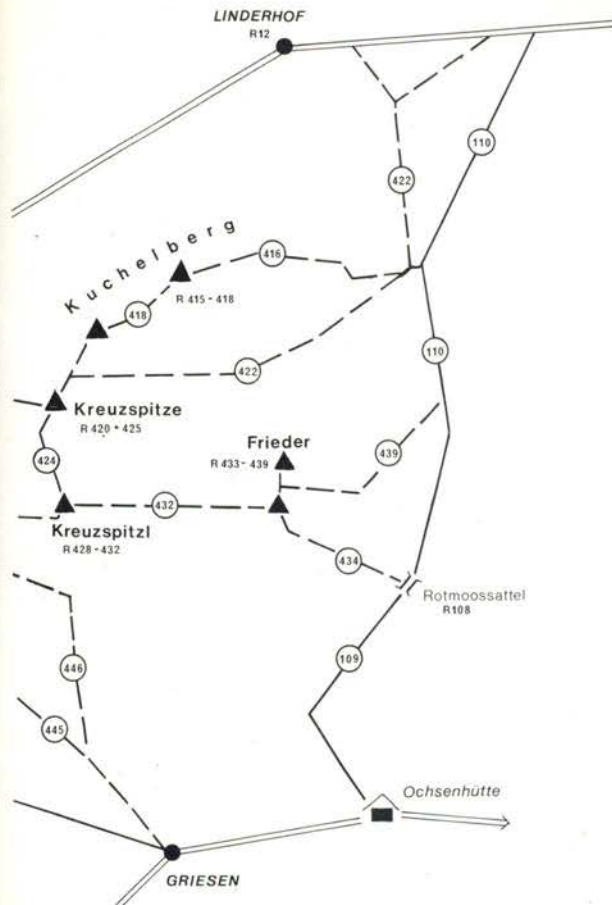 LINDERHOF
R12
110
422
Kuchelberg
416
R 415 - 418
418
110
422
Kreuzspitze
R 420 - 425
Frieder
R 433 - 439
439
424
432
Kreuzspitzl
R 428 - 432
434
Rotmoossattel
R108
109
446
445
Ochsenhütte
GRIESEN